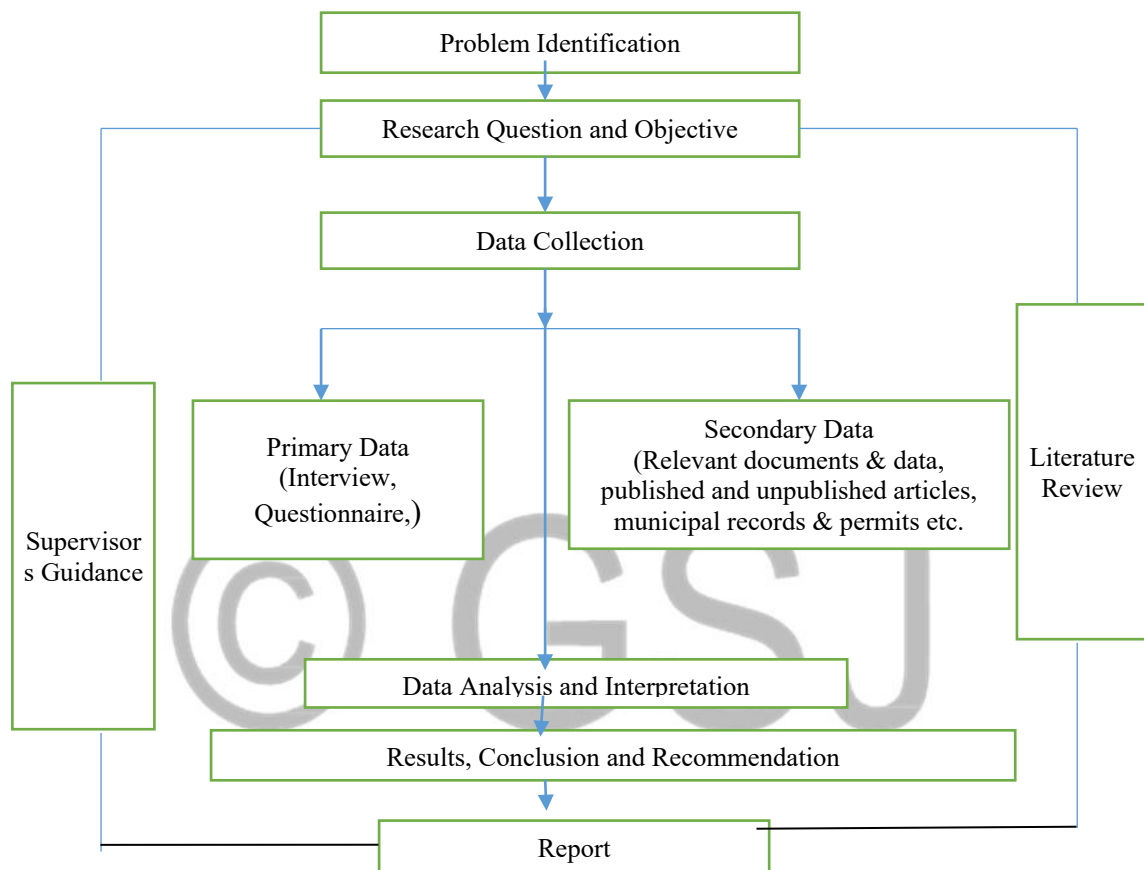 Problem Identification
Research Question and Objective
Data Collection
Primary Data
(Interview,
Questionnaire,)
Secondary Data
(Relevant documents & data,
published and unpublished articles,
municipal records & permits etc.
Literature
Review
Supervisor
s Guidance
© GSJ
Data Analysis and Interpretation
Results, Conclusion and Recommendation
Report